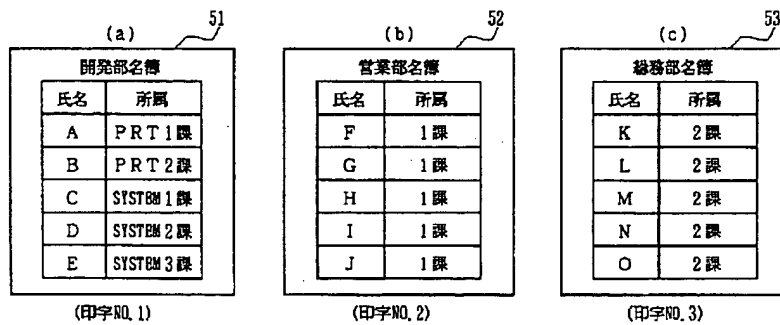 (a) 51
開発部名簿
氏名 所属
A PRT1課
B PRT2課
C SYSTEM1課
D SYSTEM2課
E SYSTEM3課
(印字NO.1)
(b) 52
営業部名簿
氏名 所属
F 1課
G 1課
H 1課
I 1課
J 1課
(印字NO.2)
(c) 53
総務部名簿
氏名 所属
K 2課
L 2課
M 2課
N 2課
O 2課
(印字NO.3)